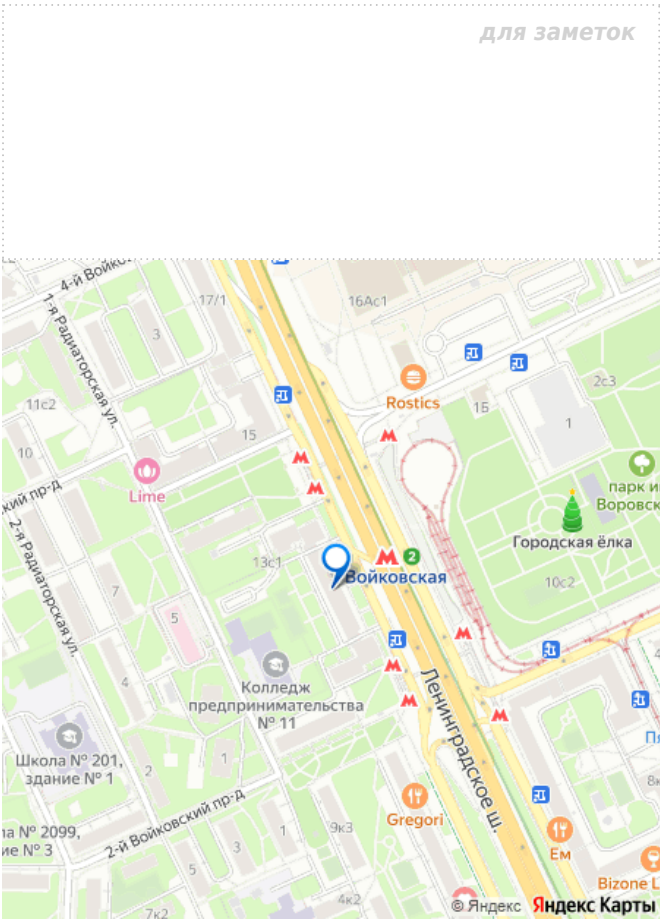 для заметок
4-й Войко
17/1
16Ас1
1-я Радиаторская ул.
3
2с3
Rostics
1Б
1
11с2
15
10
Lime
парк и
Воровск
ский пр-д
Городская ёлка
2-я Радиаторская ул.
13с1
2
Войковская
10с2
7
5
Колледж
предпринимательства
№ 11
4
Ленинградское ш.
Школа № 201,
здание № 1
2
1
Пя
2-й Войковский пр-д
Gregori
ла № 2099,
ие № 3
3
1
9к3
Ем
8к
Bizone L
5
4к2
7к2
© Яндекс Яндекс Карты